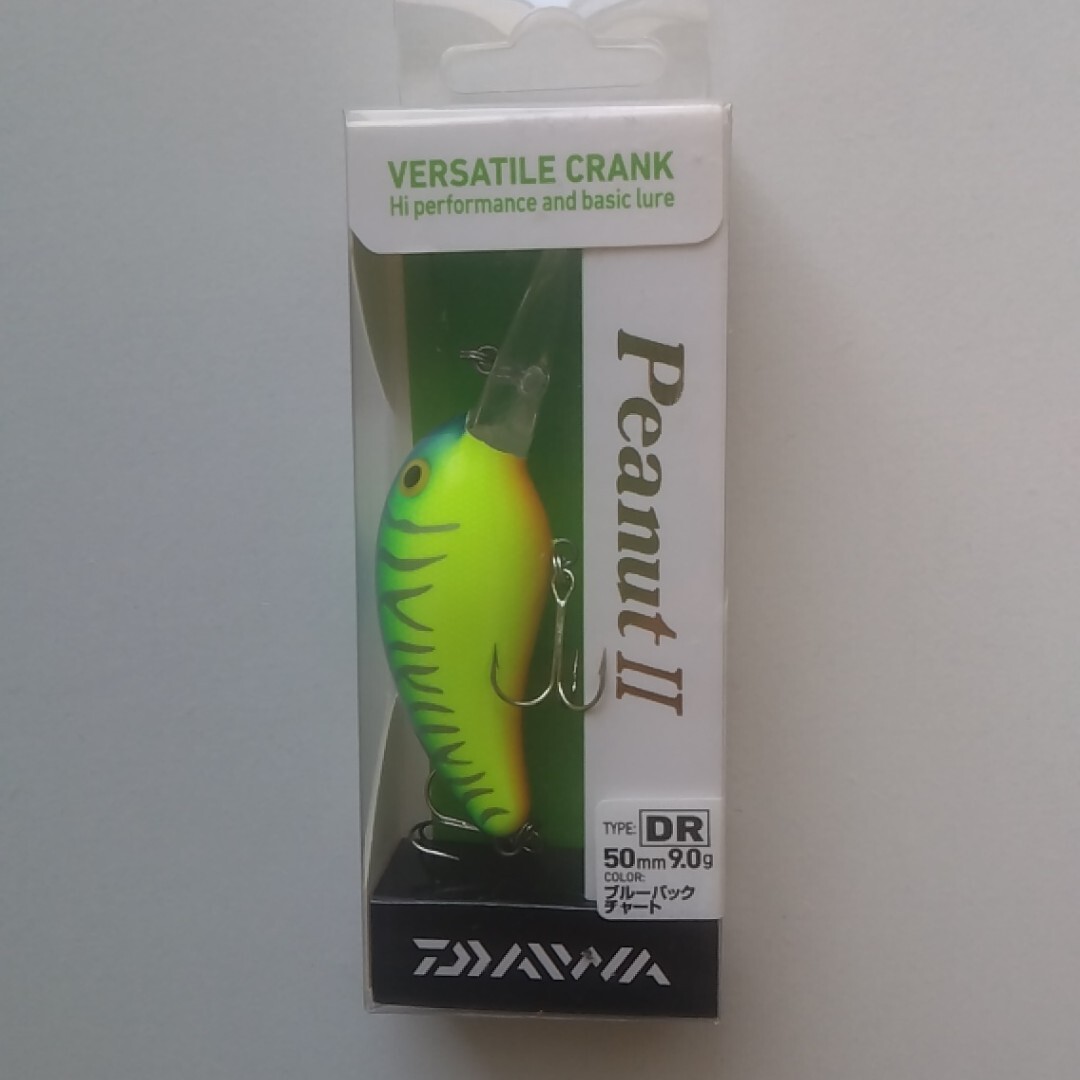 VERSATILE CRANK
Hi performance and basic lure
Peanut II
TYPE: DR
50mm 9.0g
COLOR:
ブルーバック
チャート
DAIWA